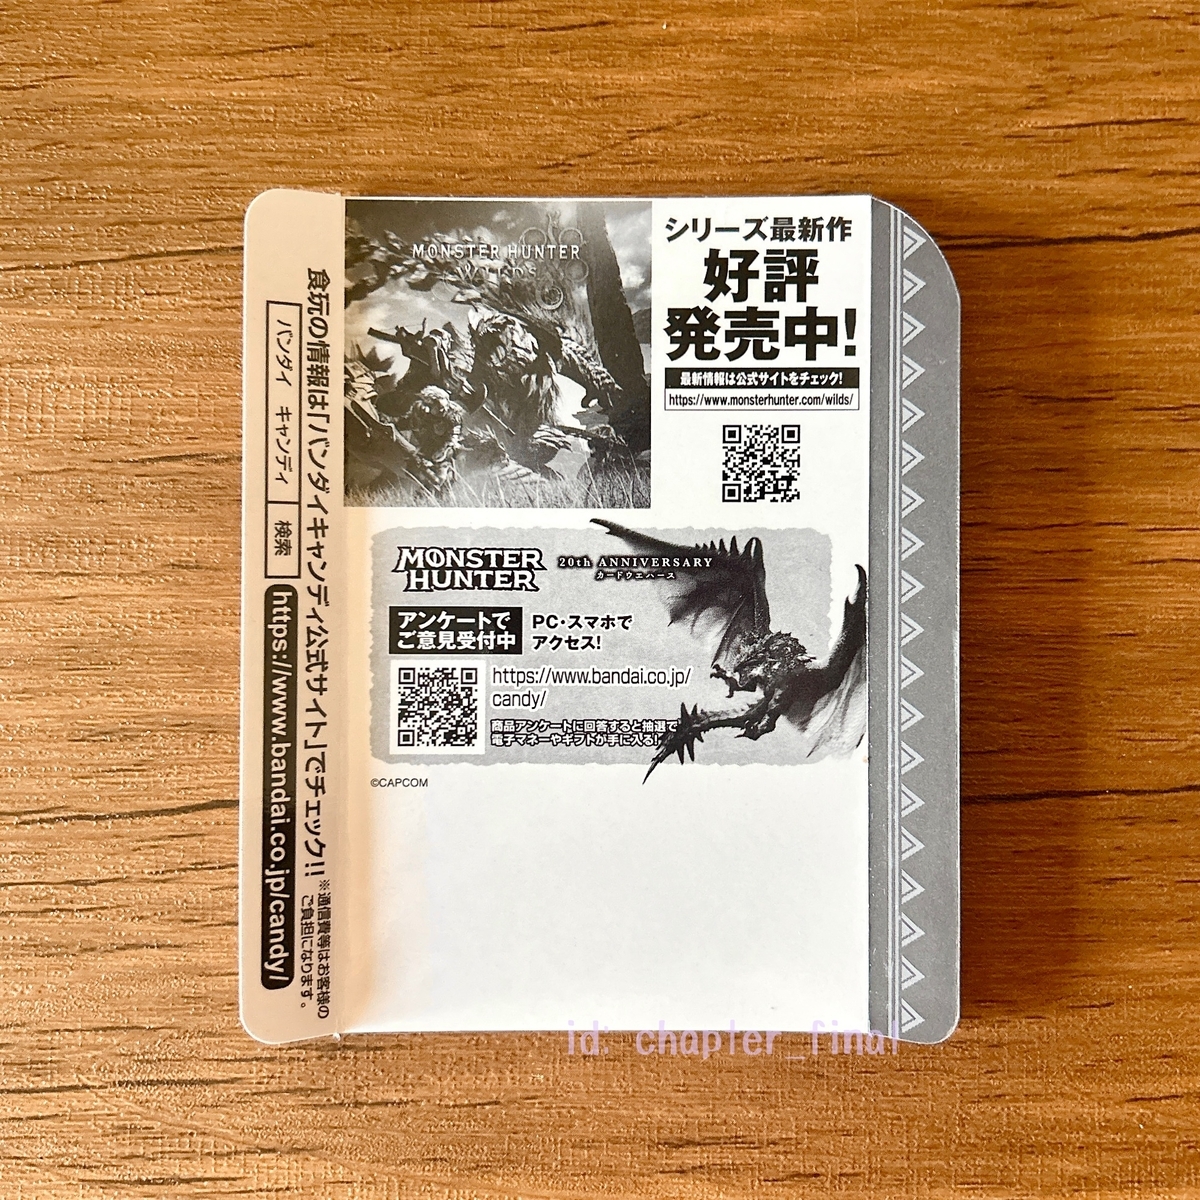 MONSTER HUNTER
WILDS
シリーズ最新作
好評
発売中!
最新情報は公式サイトをチェック!
https://www.monsterhunter.com/wilds/
MONSTER
HUNTER
20th ANNIVERSARY
カードウエハース
アンケートで
ご意見受付中
PC・スマホで
アクセス!
https://www.bandai.co.jp/
candy/
商品アンケートに回答すると抽選で
電子マネーやギフトが手に入る!
©CAPCOM
食玩の情報は「バンダイキャンディ公式サイト」でチェック!!
※通信費等はお客様の
ご負担になります。
バンダイ キャンディ 検索
https://www.bandai.co.jp/candy/
id: chapter_final